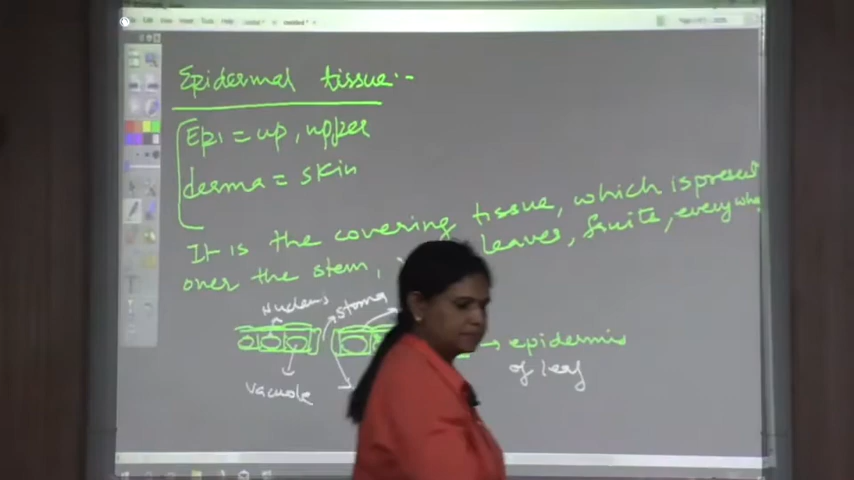 Epidermal tissue:-
Epi = up, upper
derma = skin
It is the covering tissue, which is present
over the stem, leaves, fruits, every
Nucleus
stoma
→ epidermis
of leaf
vacuole